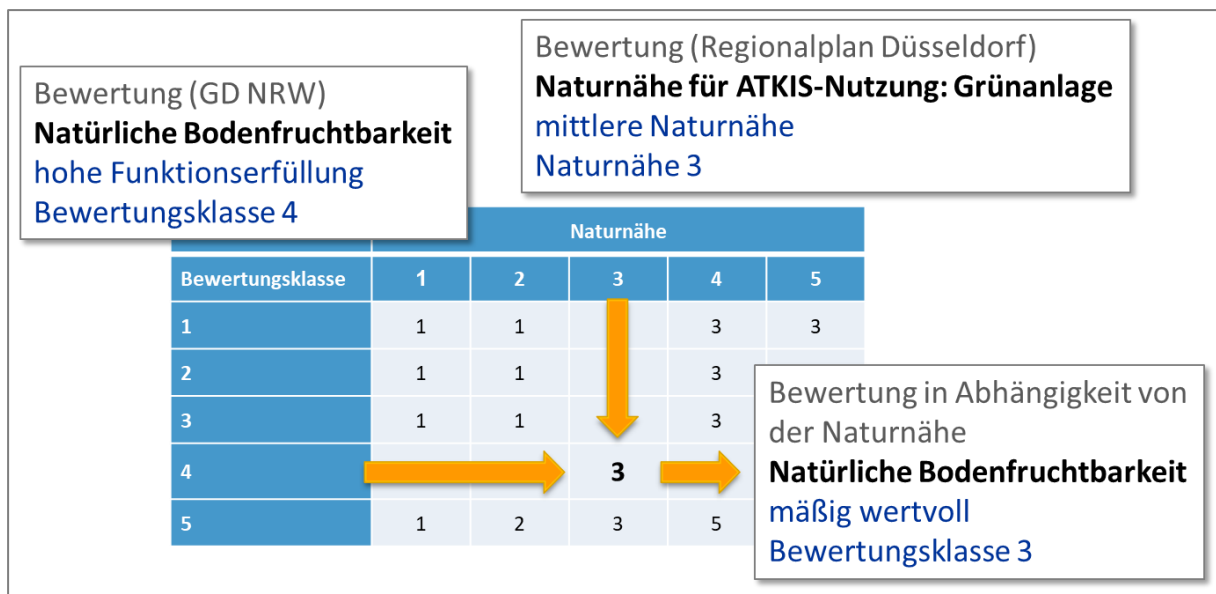 Bewertung (GD NRW)
Natürliche Bodenfruchtbarkeit
hohe Funktionserfüllung
Bewertungsklasse 4
Bewertung (Regionalplan Düsseldorf)
Naturnähe für ATKIS-Nutzung: Grünanlage
mittlere Naturnähe
Naturnähe 3
Naturnähe
Bewertungsklasse 1 2 3 4 5
1 1 1 3 3
2 1 1 3
3 1 1 3
4 3
5 1 2 3 5
Bewertung in Abhängigkeit von
der Naturnähe
Natürliche Bodenfruchtbarkeit
mäßig wertvoll
Bewertungsklasse 3